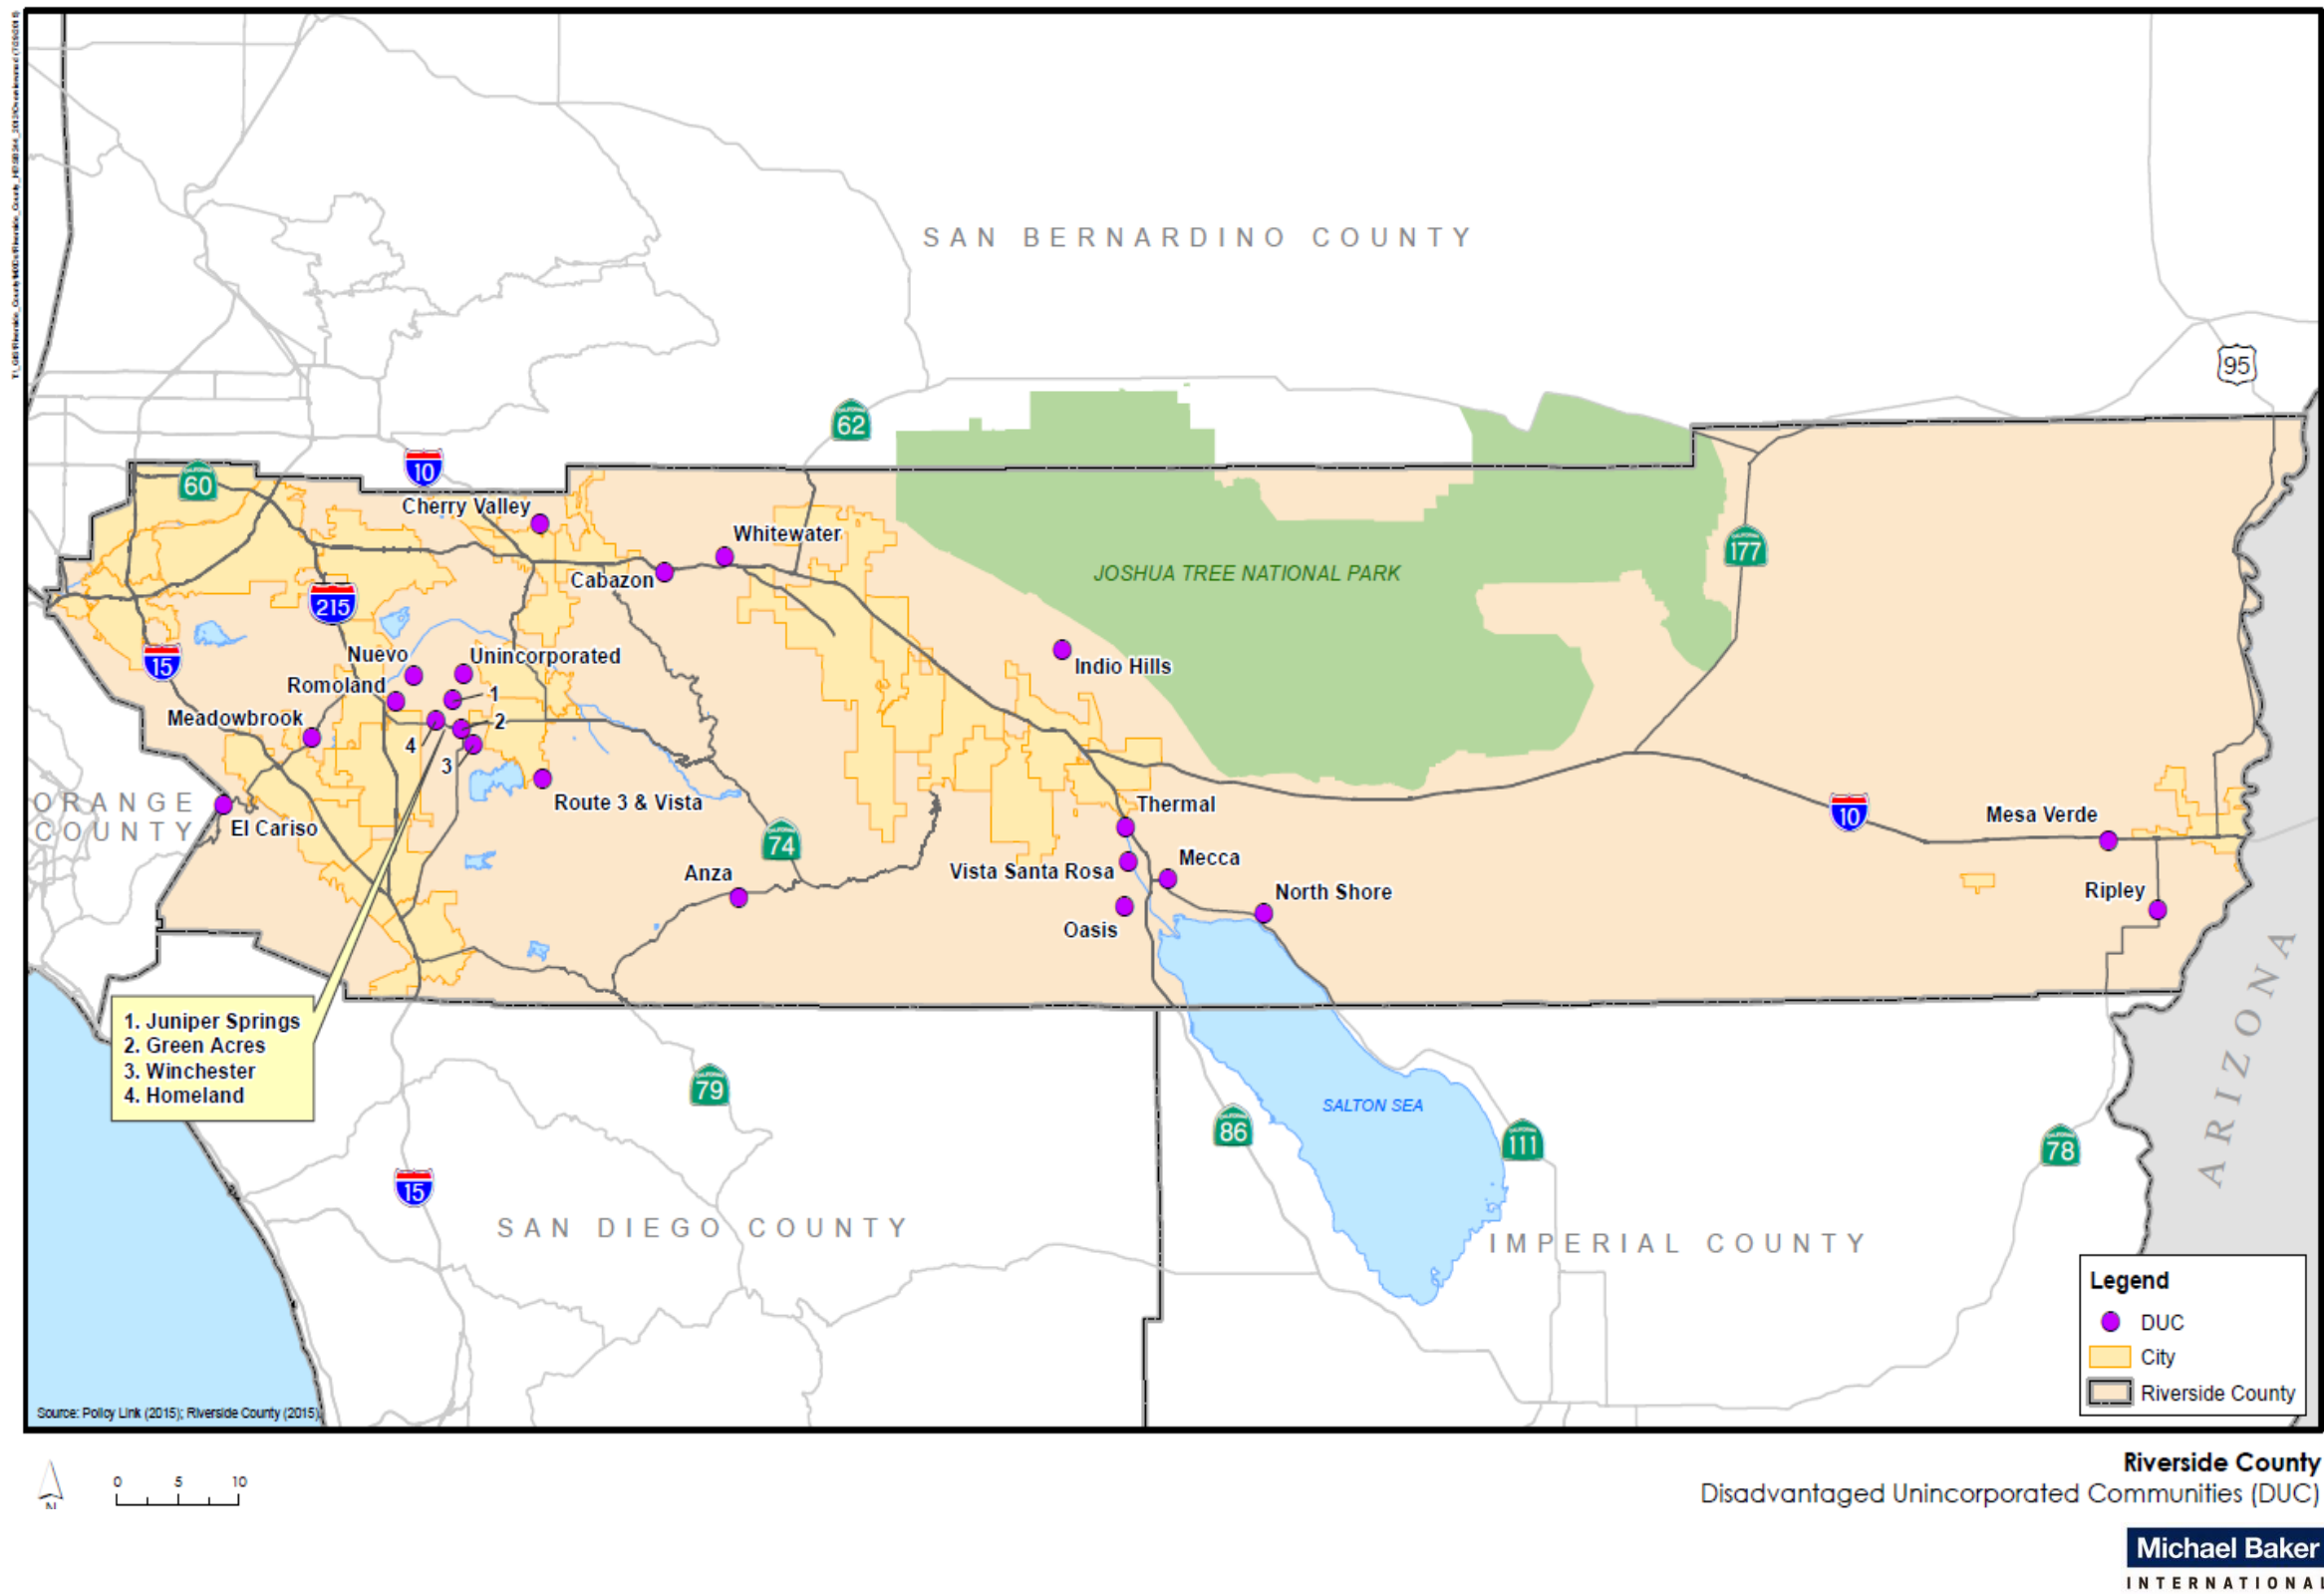 SAN BERNARDINO COUNTY
95
62
10
60
Cherry Valley
Whitewater
177
Cabazon
JOSHUA TREE NATIONAL PARK
215
15
Nuevo
Unincorporated
Indio Hills
Romoland
1
Meadowbrook
2
4
3
ORANGE
COUNTY
Route 3 & Vista
Thermal
El Cariso
10
Mesa Verde
74
Anza
Vista Santa Rosa
Mecca
North Shore
Ripley
Oasis
ARIZONA
1. Juniper Springs
2. Green Acres
3. Winchester
4. Homeland
79
SALTON SEA
86
111
78
15
SAN DIEGO COUNTY
IMPERIAL COUNTY
Legend
DUC
City
Riverside County
Source: Policy Link (2015); Riverside County (2015)
N
0 5 10
Riverside County
Disadvantaged Unincorporated Communities (DUC)
Michael Baker
INTERNATIONAL